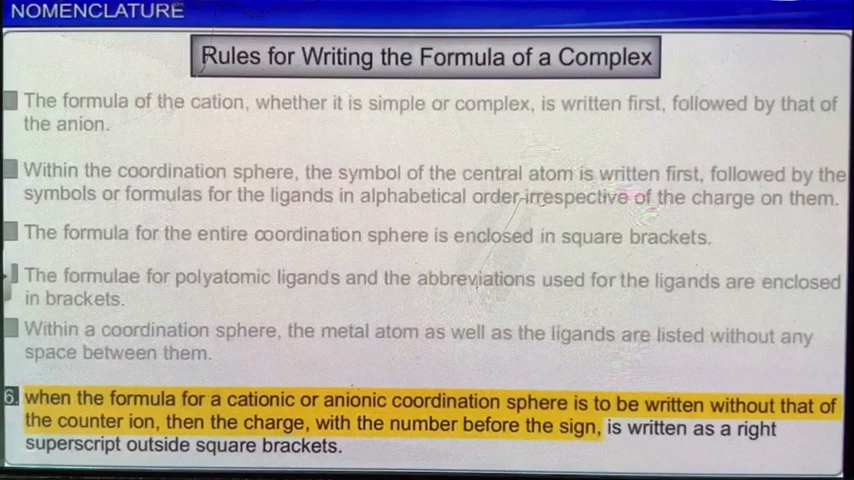 NOMENCLATURE
Rules for Writing the Formula of a Complex
The formula of the cation, whether it is simple or complex, is written first, followed by that of
the anion.
Within the coordination sphere, the symbol of the central atom is written first, followed by the
symbols or formulas for the ligands in alphabetical order irrespective of the charge on them.
The formula for the entire coordination sphere is enclosed in square brackets.
The formulae for polyatomic ligands and the abbreviations used for the ligands are enclosed
in brackets.
Within a coordination sphere, the metal atom as well as the ligands are listed without any
space between them.
6. when the formula for a cationic or anionic coordination sphere is to be written without that of
the counter ion, then the charge, with the number before the sign, is written as a right
superscript outside square brackets.